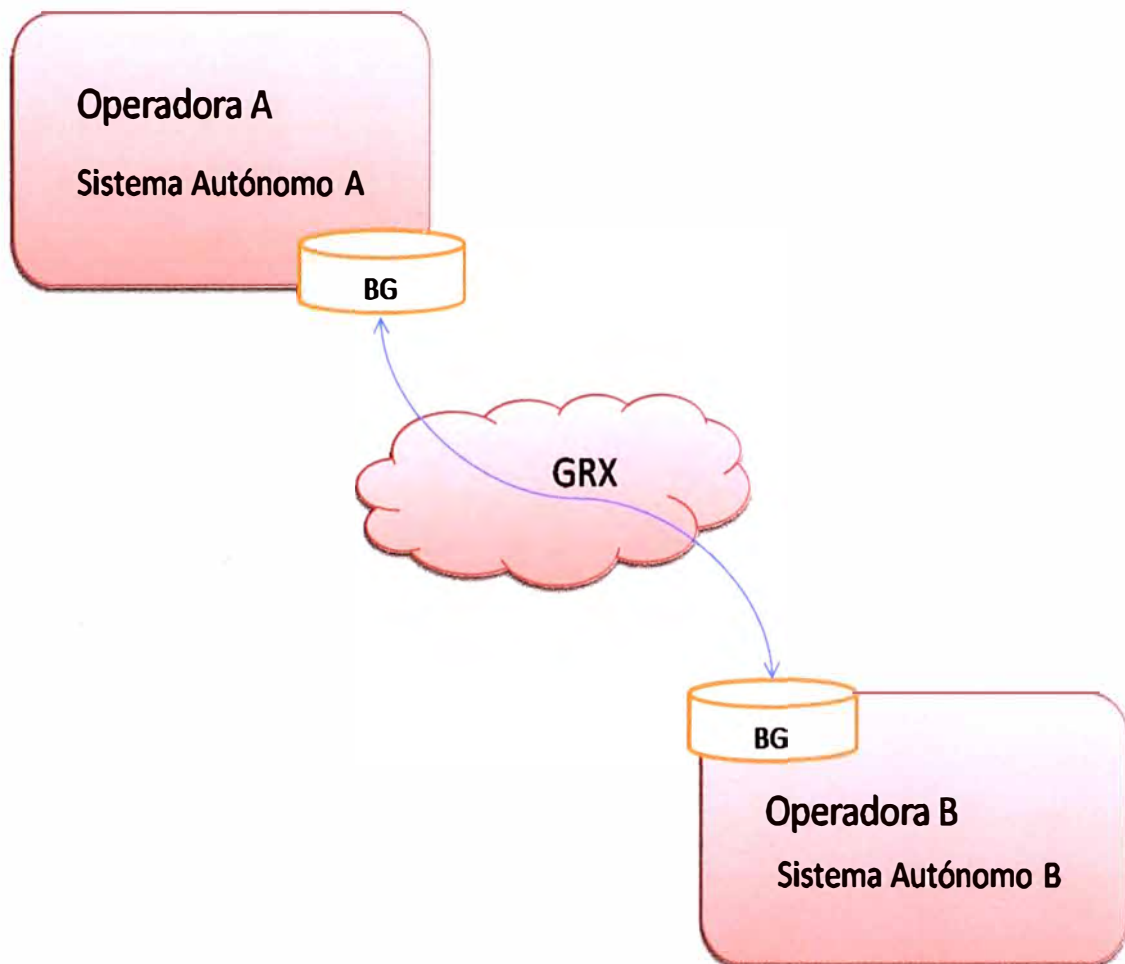 Operadora A
Sistema Autónomo A
BG
GRX
BG
Operadora B
Sistema Autónomo B